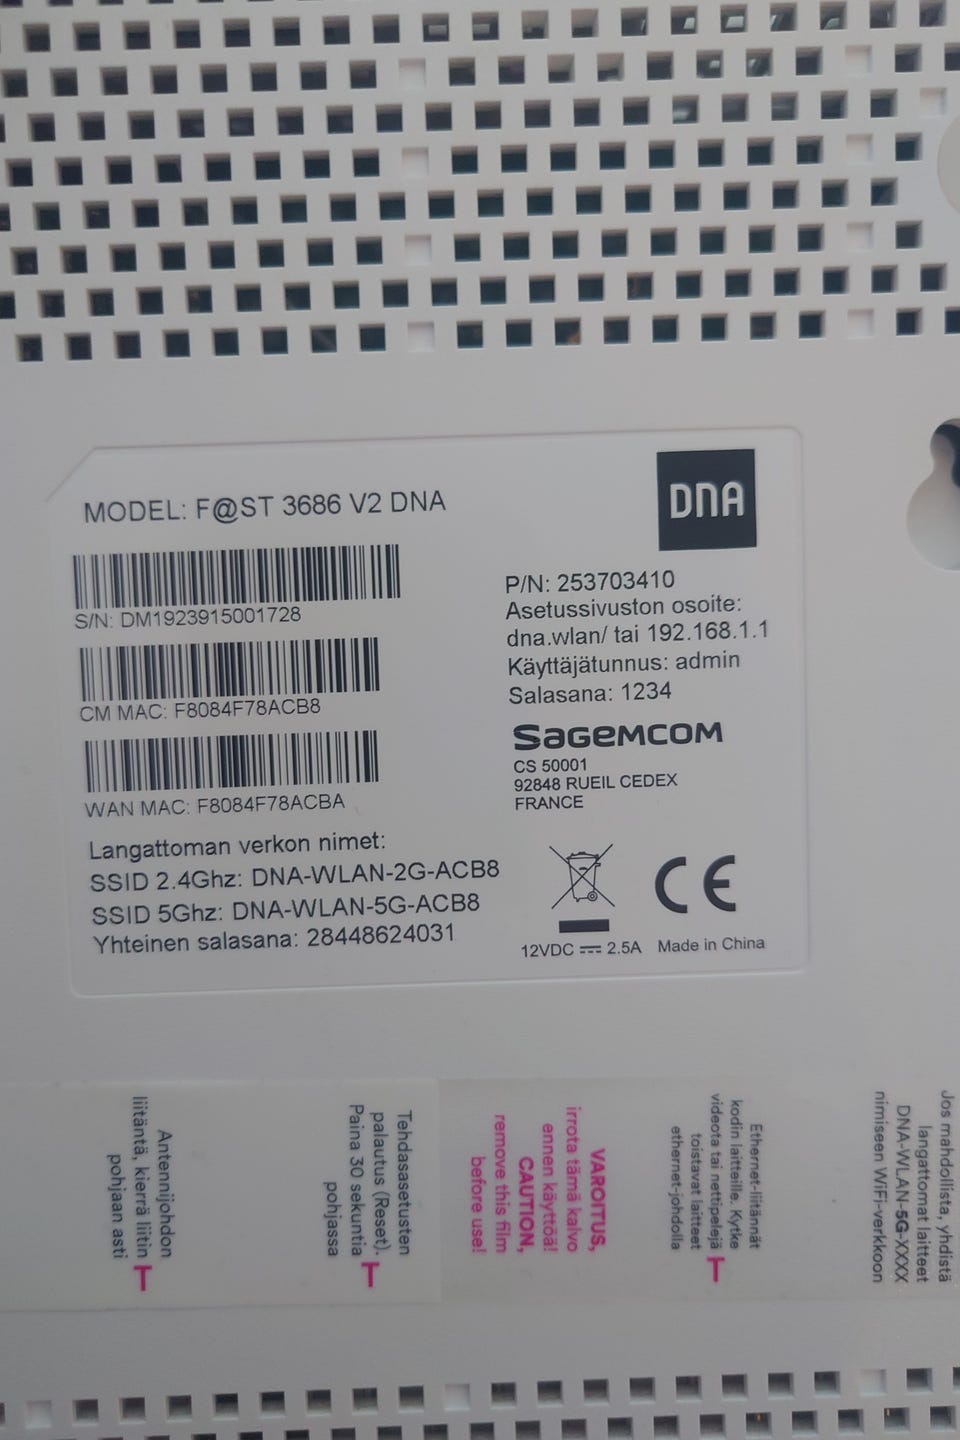 MODEL: F@ST 3686 V2 DNA
DNA
S/N: DM1923915001728
CM MAC: F8084F78ACB8
WAN MAC: F8084F78ACBA
Langattoman verkon nimet:
SSID 2.4Ghz: DNA-WLAN-2G-ACB8
SSID 5Ghz: DNA-WLAN-5G-ACB8
Yhteinen salasana: 28448624031
P/N: 253703410
Asetussivuston osoite:
dna.wlan/ tai 192.168.1.1
Käyttäjätunnus: admin
Salasana: 1234
SAGEMCOM
CS 50001
92848 RUEIL CEDEX
FRANCE
CE
12VDC ⎓ 2.5A Made in China
Antennijohdon
liitäntä, kierrä liitin
pohjaan asti
Tehdasasetusten
palautus (Reset).
Paina 30 sekuntia
pohjassa
VAROITUS,
irrota tämä kalvo
ennen käyttöä!
CAUTION,
remove this film
before use!
Ethernet-liitännät
kodin laitteille. Kytke
videota tai nettipelejä
toistavat laitteet
ethernet-johdolla
Jos mahdollista, yhdistä
langattomat laitteet
DNA-WLAN-5G-XXXX
nimiseen WiFi-verkkoon